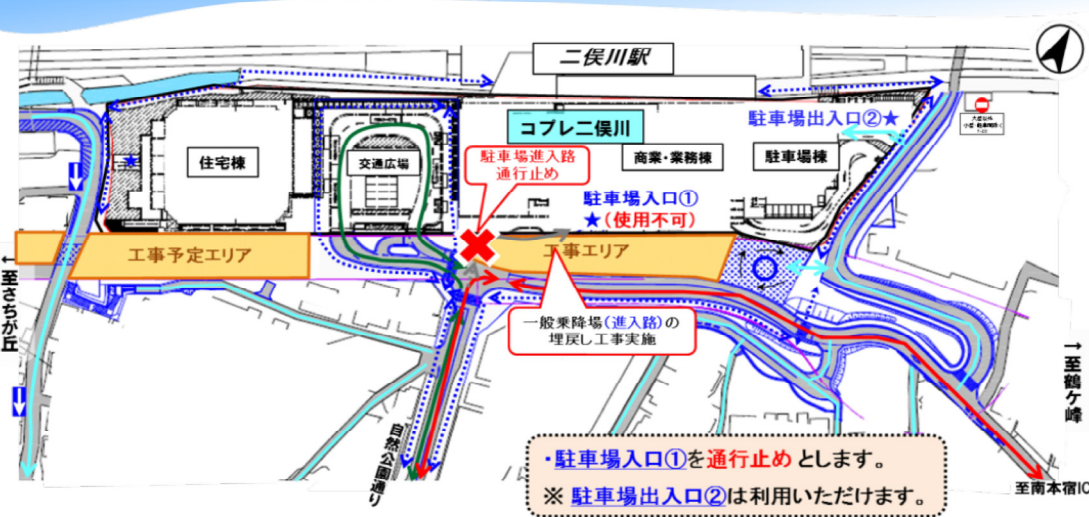 二俣川駅
コプレ二俣川
駐車場出入口②★
住宅棟
交通広場
駐車場進入路
通行止め
商業・業務棟
駐車場棟
駐車場入口①
★(使用不可)
工事予定エリア
工事エリア
←至さちが丘
一般乗降場(進入路)の
埋戻し工事実施
→至鶴ケ峰
自然公園通り
・駐車場入口①を通行止めとします。
※ 駐車場出入口②は利用いただけます。
至南本宿IC